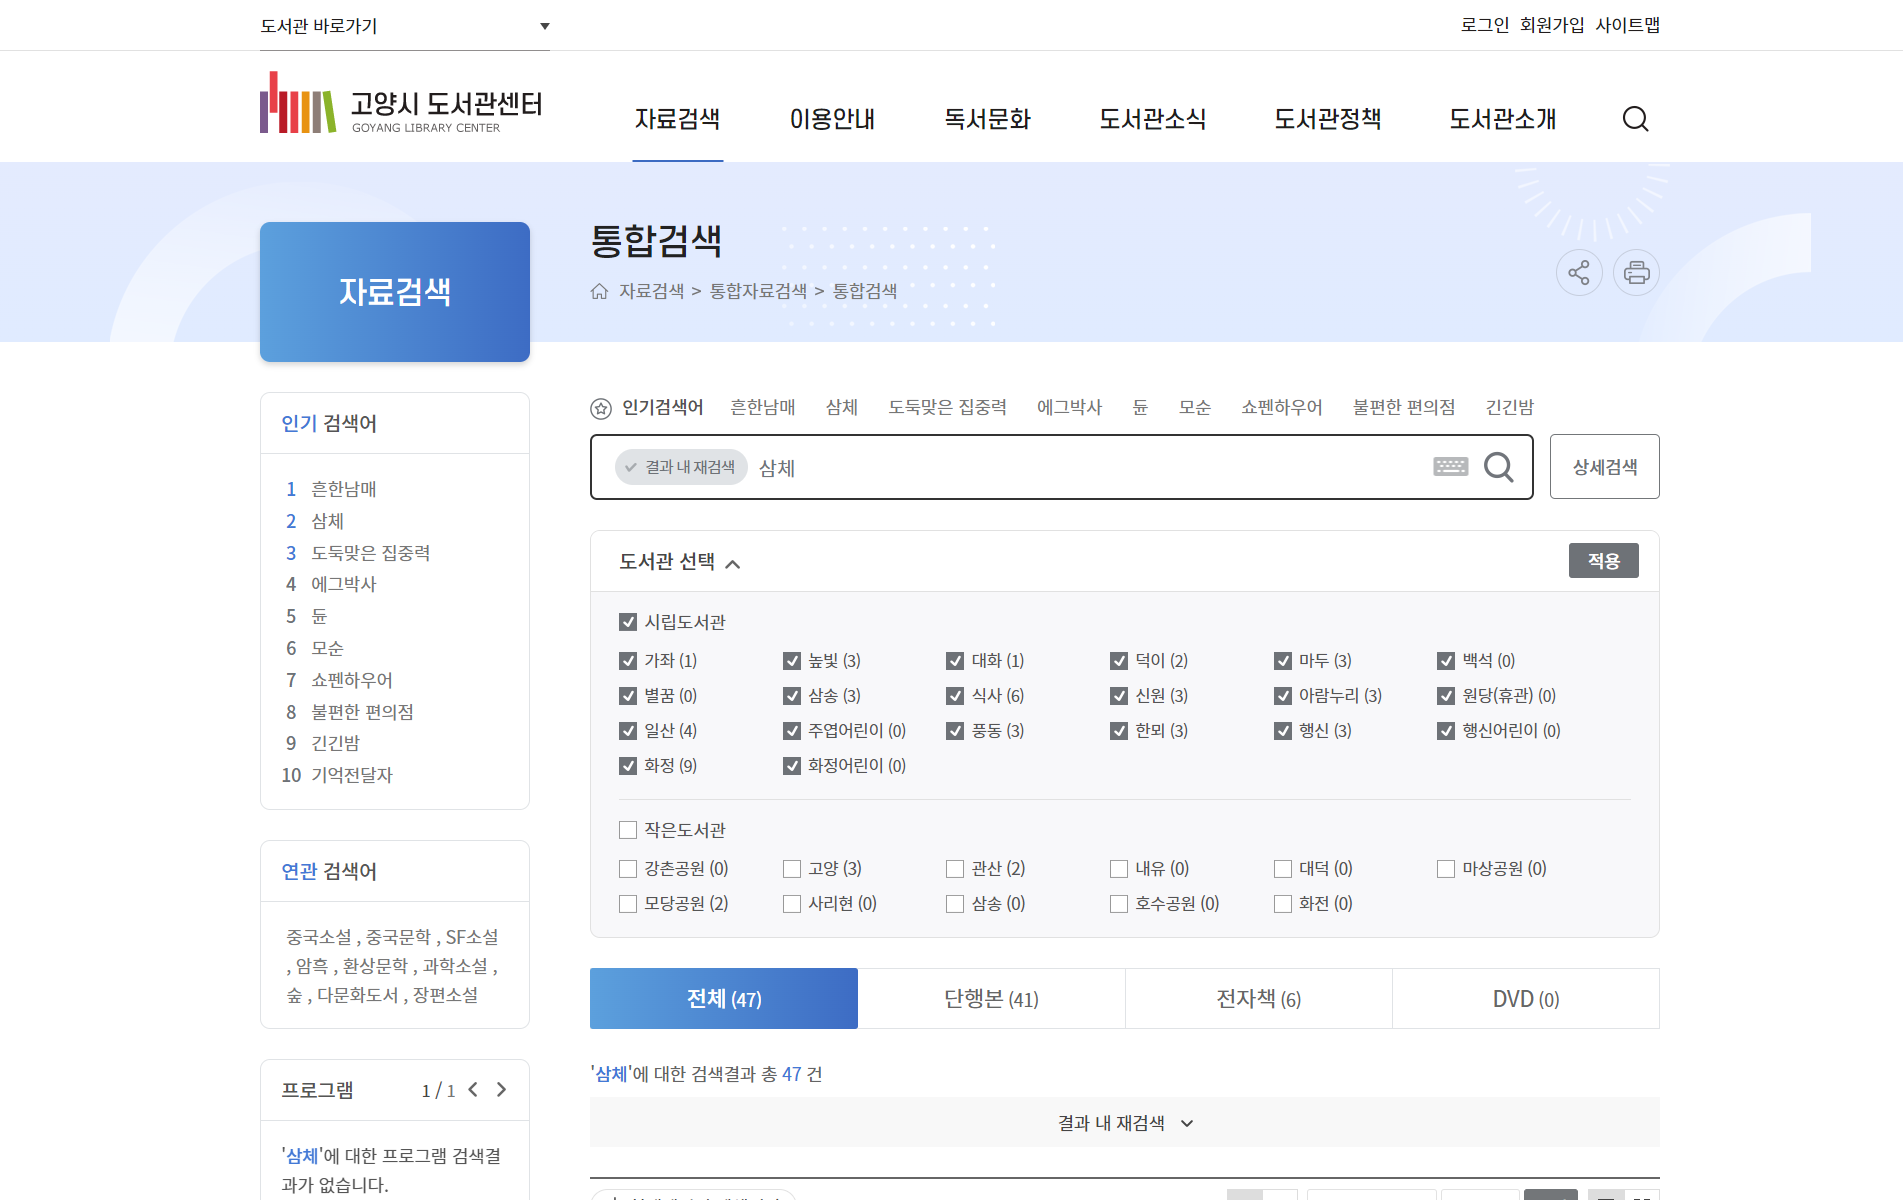 도서관 바로가기
로그인 회원가입 사이트맵
고양시 도서관센터
GOYANG LIBRARY CENTER
자료검색 이용안내 독서문화 도서관소식 도서관정책 도서관소개
자료검색
통합검색
자료검색 > 통합자료검색 > 통합검색
인기 검색어
1 흔한남매
2 삼체
3 도둑맞은 집중력
4 에그박사
5 듄
6 모순
7 쇼펜하우어
8 불편한 편의점
9 긴긴밤
10 기억전달자
연관 검색어
중국소설 , 중국문학 , SF소설
, 암흑 , 환상문학 , 과학소설 ,
숲 , 다문화도서 , 장편소설
프로그램 1 / 1
'삼체'에 대한 프로그램 검색결
과가 없습니다.
인기검색어 흔한남매 삼체 도둑맞은 집중력 에그박사 듄 모순 쇼펜하우어 불편한 편의점 긴긴밤
결과 내 재검색 삼체
상세검색
도서관 선택
적용
시립도서관
가좌 (1) 높빛 (3) 대화 (1) 덕이 (2) 마두 (3) 백석 (0)
별꿈 (0) 삼송 (3) 식사 (6) 신원 (3) 아람누리 (3) 원당(휴관) (0)
일산 (4) 주엽어린이 (0) 풍동 (3) 한뫼 (3) 행신 (3) 행신어린이 (0)
화정 (9) 화정어린이 (0)
작은도서관
강촌공원 (0) 고양 (3) 관산 (2) 내유 (0) 대덕 (0) 마상공원 (0)
모당공원 (2) 사리현 (0) 삼송 (0) 호수공원 (0) 화전 (0)
전체 (47) 단행본 (41) 전자책 (6) DVD (0)
'삼체'에 대한 검색결과 총 47 건
결과 내 재검색